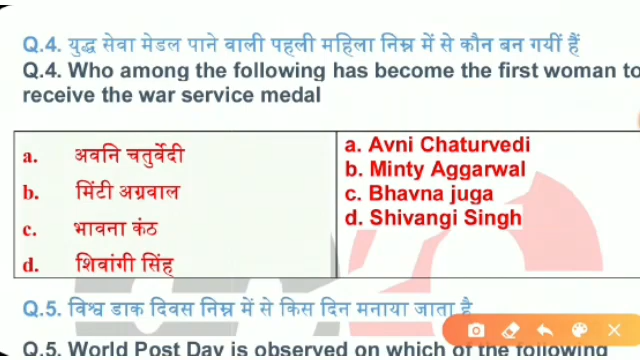 Q.4. युद्ध सेवा मेडल पाने वाली पहली महिला निम्न में से कौन बन गयीं हैं
Q.4. Who among the following has become the first woman to
receive the war service medal
a. अवनि चतुर्वेदी
b. मिंटी अग्रवाल
c. भावना कंठ
d. शिवांगी सिंह
a. Avni Chaturvedi
b. Minty Aggarwal
c. Bhavna juga
d. Shivangi Singh
Q.5. विश्व डाक दिवस निम्न में से किस दिन मनाया जाता है
Q.5. World Post Day is observed on which of the following